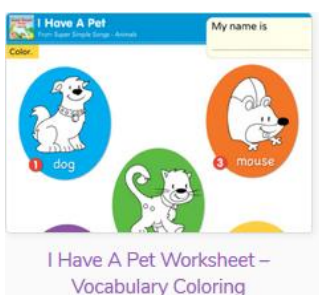 I Have A Pet
From Super Simple Songs - Animals
My name is
Color.
1 dog
3 mouse
I Have A Pet Worksheet –
Vocabulary Coloring